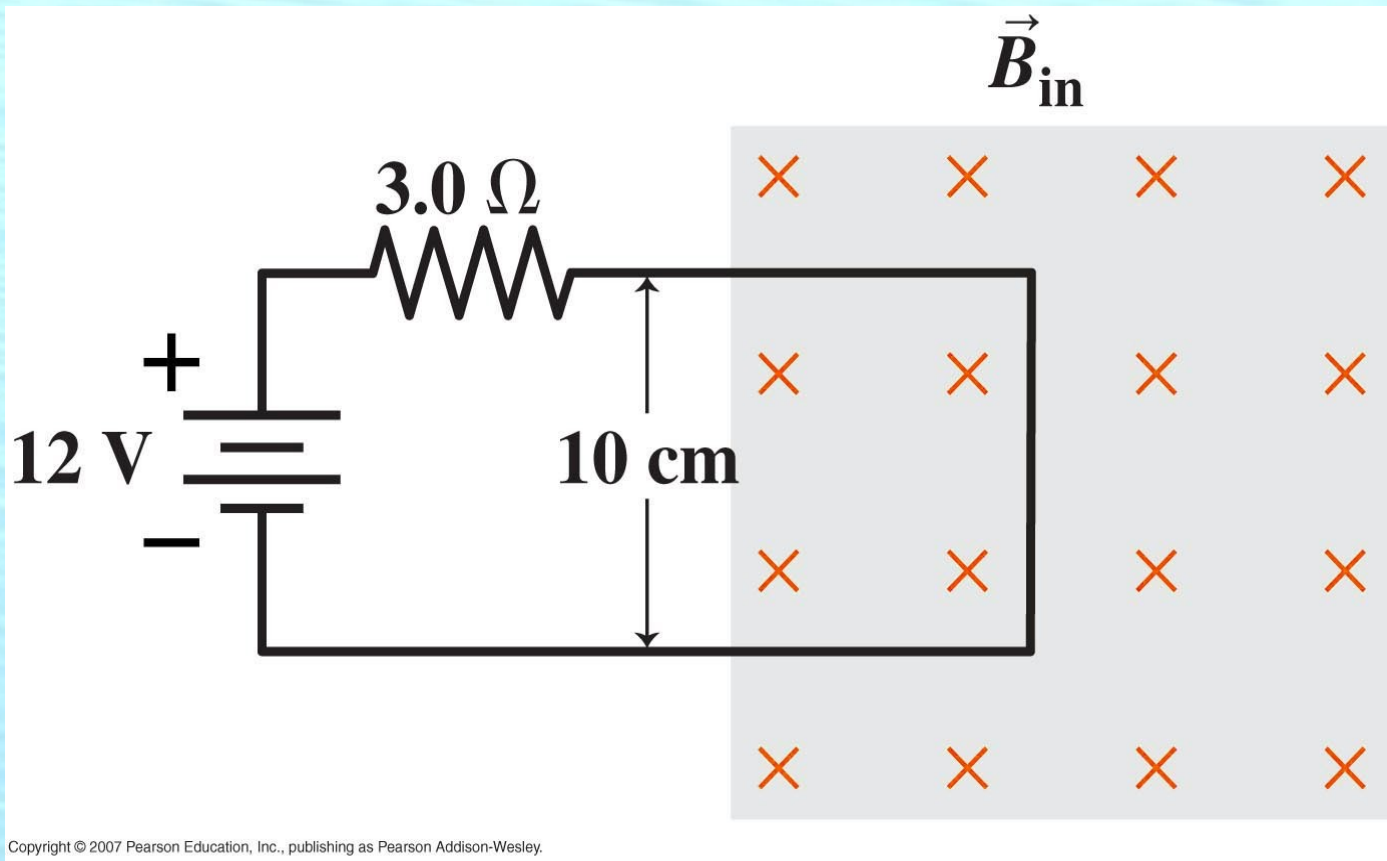 B⃗in
3.0 Ω
+
12 V
10 cm
−
Copyright © 2007 Pearson Education, Inc., publishing as Pearson Addison-Wesley.